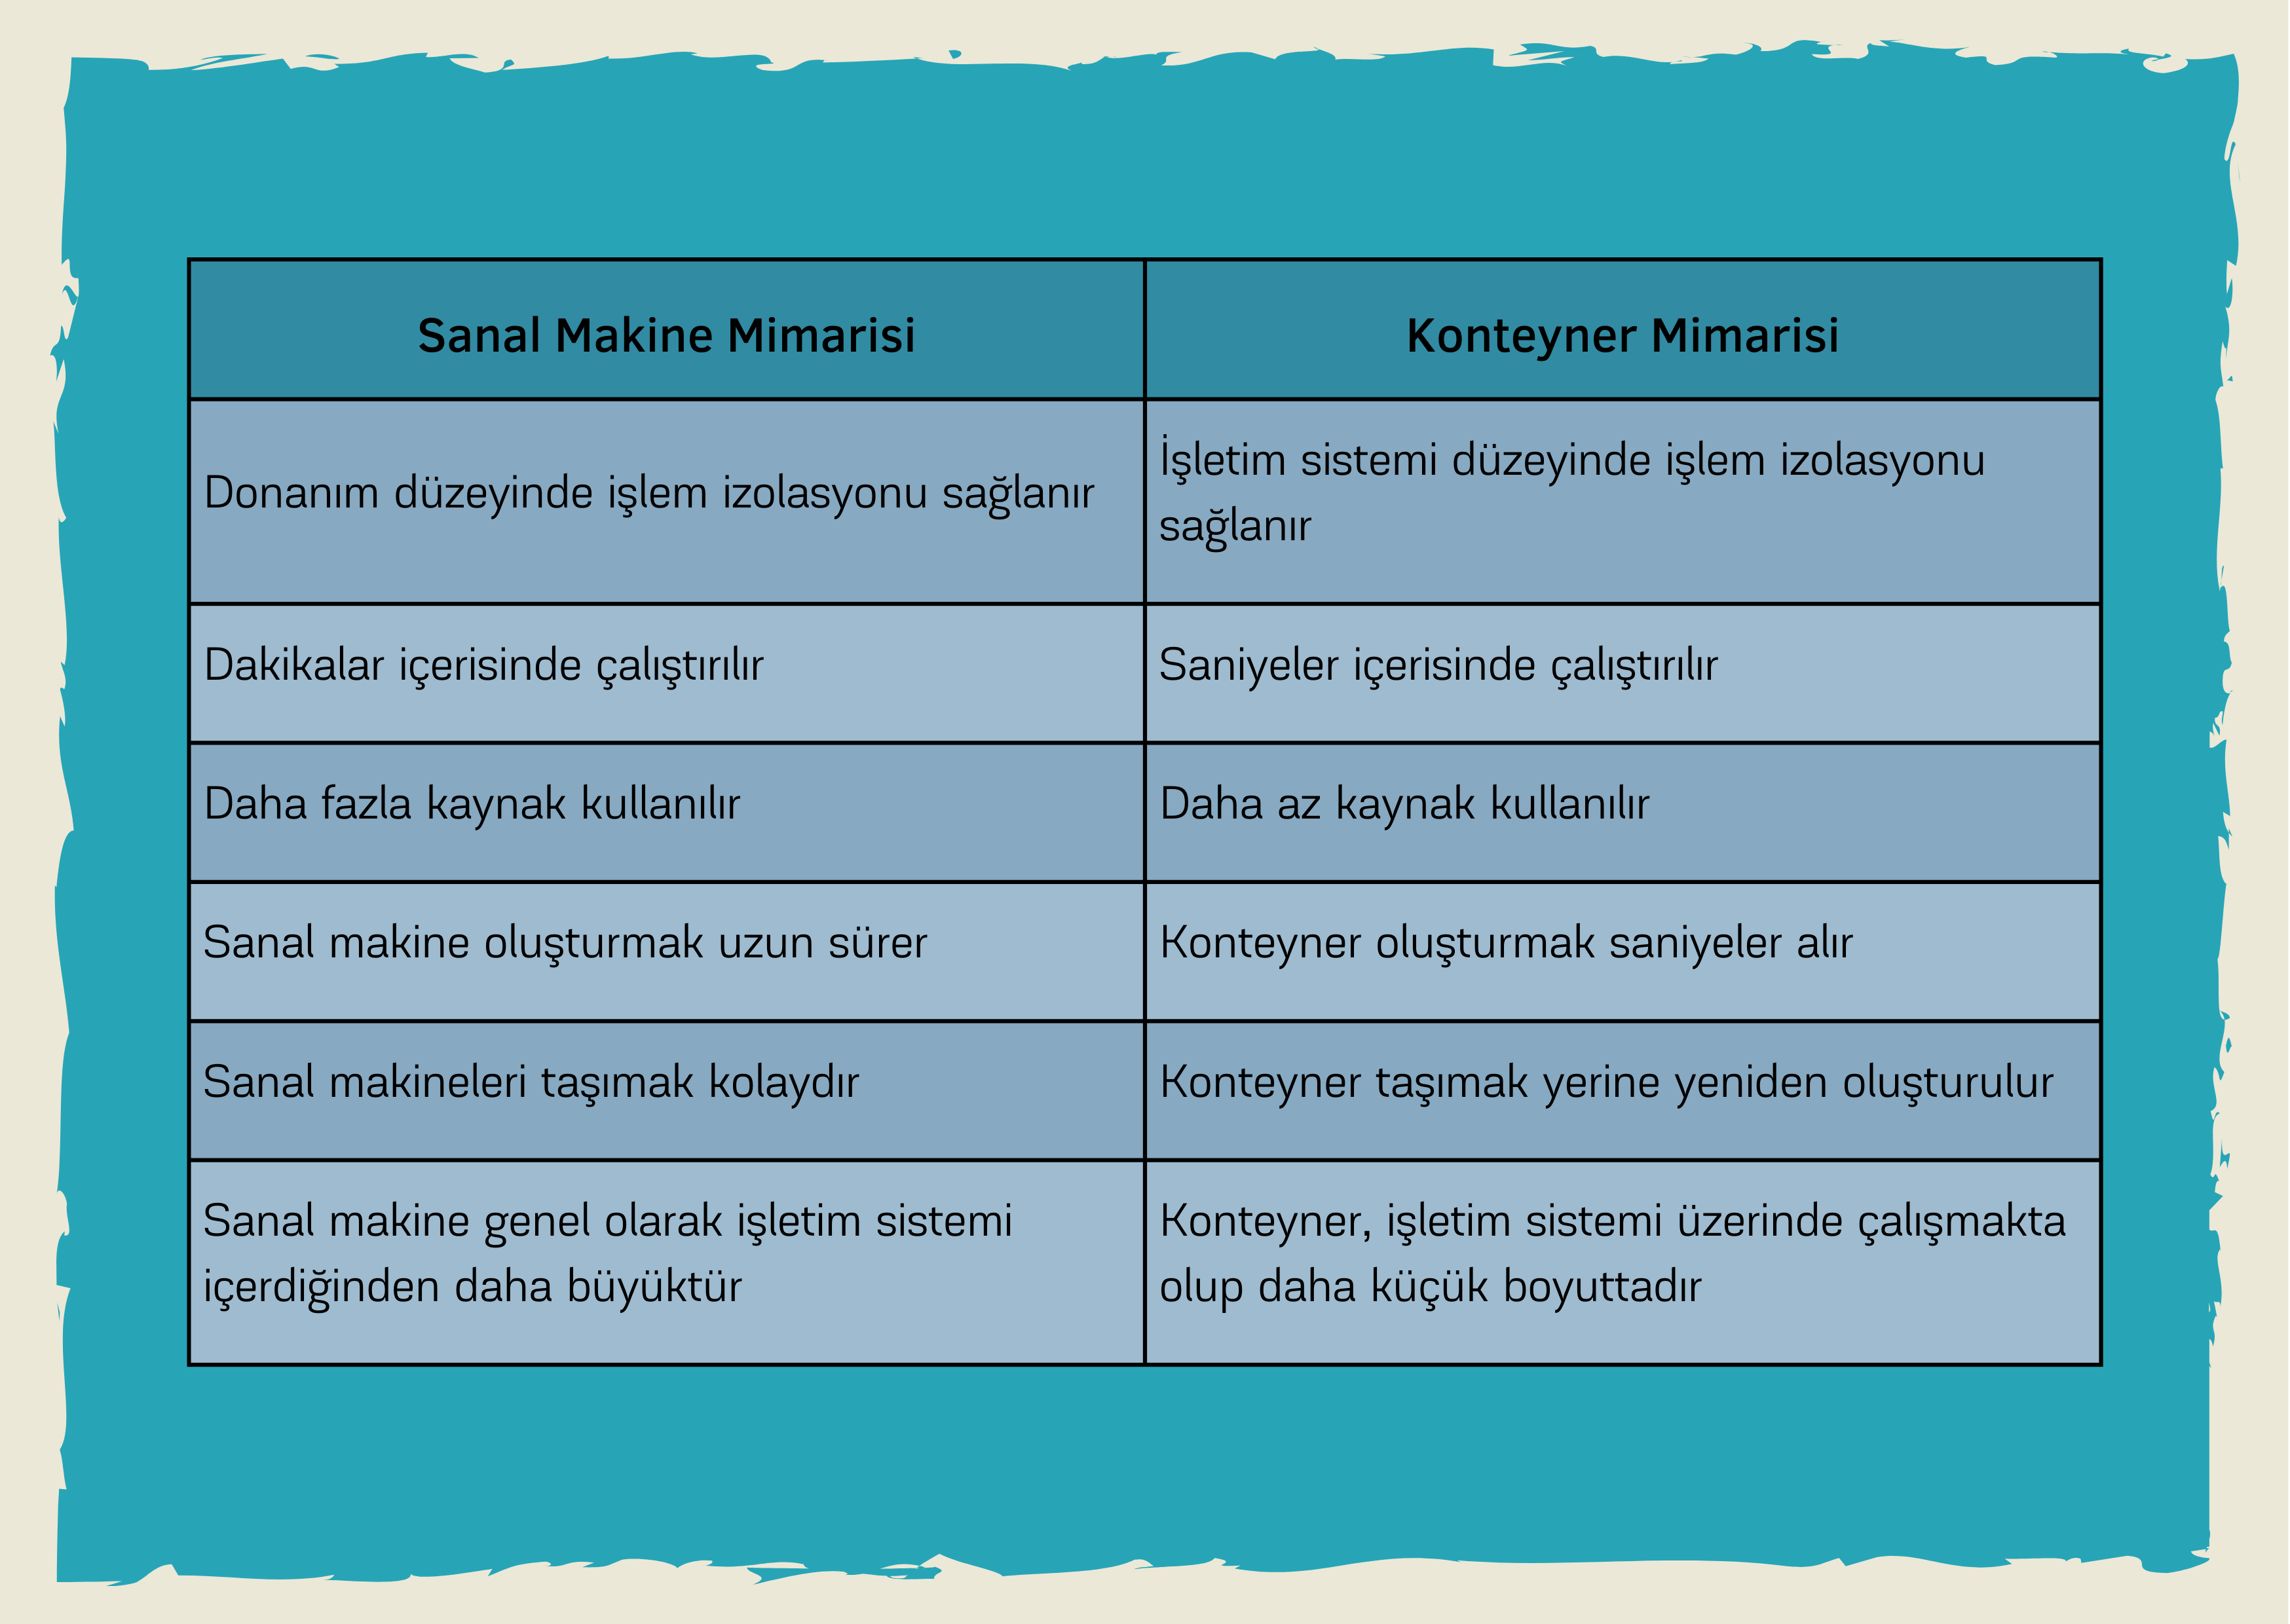 Sanal Makine Mimarisi
Konteyner Mimarisi
Donanım düzeyinde işlem izolasyonu sağlanır
İşletim sistemi düzeyinde işlem izolasyonu
sağlanır
Dakikalar içerisinde çalıştırılır
Saniyeler içerisinde çalıştırılır
Daha fazla kaynak kullanılır
Daha az kaynak kullanılır
Sanal makine oluşturmak uzun sürer
Konteyner oluşturmak saniyeler alır
Sanal makineleri taşımak kolaydır
Konteyner taşımak yerine yeniden oluşturulur
Sanal makine genel olarak işletim sistemi
içerdiğinden daha büyüktür
Konteyner, işletim sistemi üzerinde çalışmakta
olup daha küçük boyuttadır